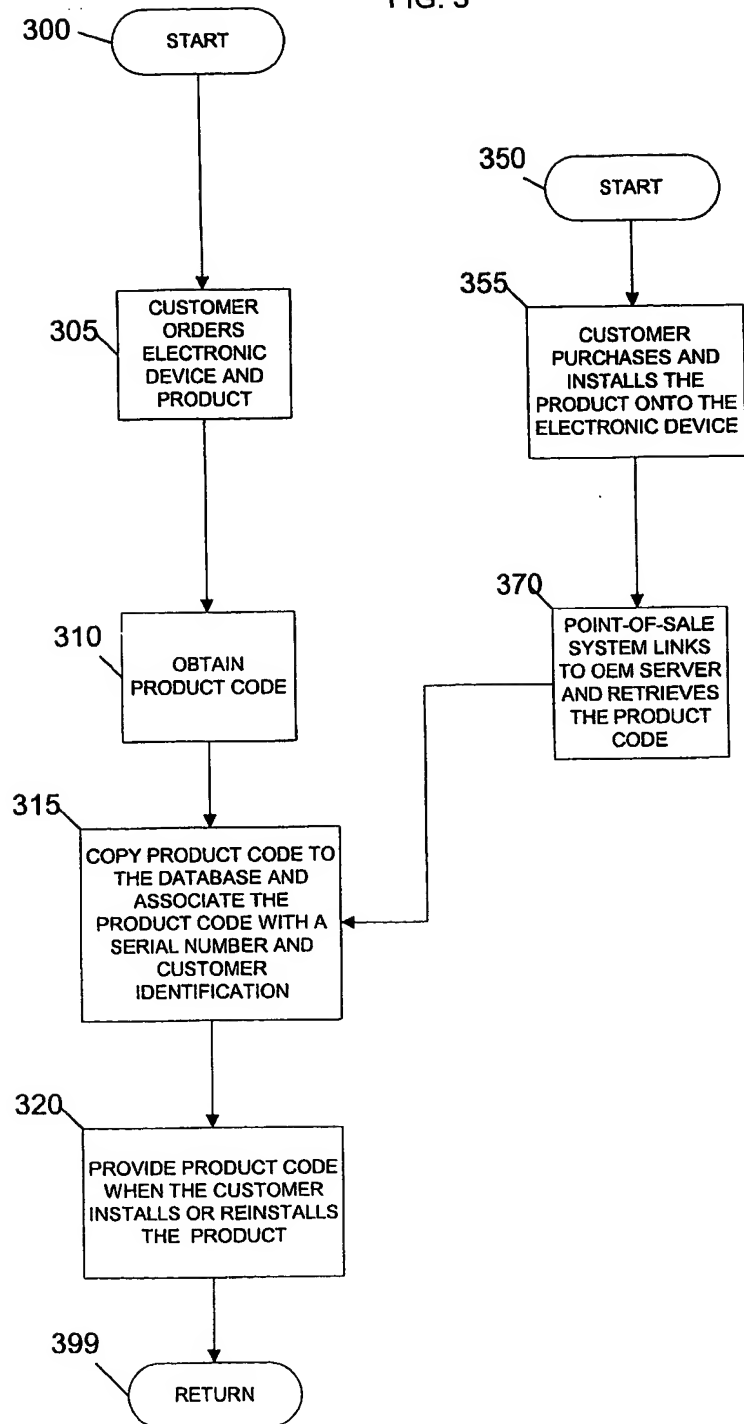 FIG. 3
300
START
350
START
305
CUSTOMER
ORDERS
ELECTRONIC
DEVICE AND
PRODUCT
355
CUSTOMER
PURCHASES AND
INSTALLS THE
PRODUCT ONTO THE
ELECTRONIC DEVICE
310
OBTAIN
PRODUCT CODE
370
POINT-OF-SALE
SYSTEM LINKS
TO OEM SERVER
AND RETRIEVES
THE PRODUCT
CODE
315
COPY PRODUCT CODE TO
THE DATABASE AND
ASSOCIATE THE
PRODUCT CODE WITH A
SERIAL NUMBER AND
CUSTOMER
IDENTIFICATION
320
PROVIDE PRODUCT CODE
WHEN THE CUSTOMER
INSTALLS OR REINSTALLS
THE PRODUCT
399
RETURN